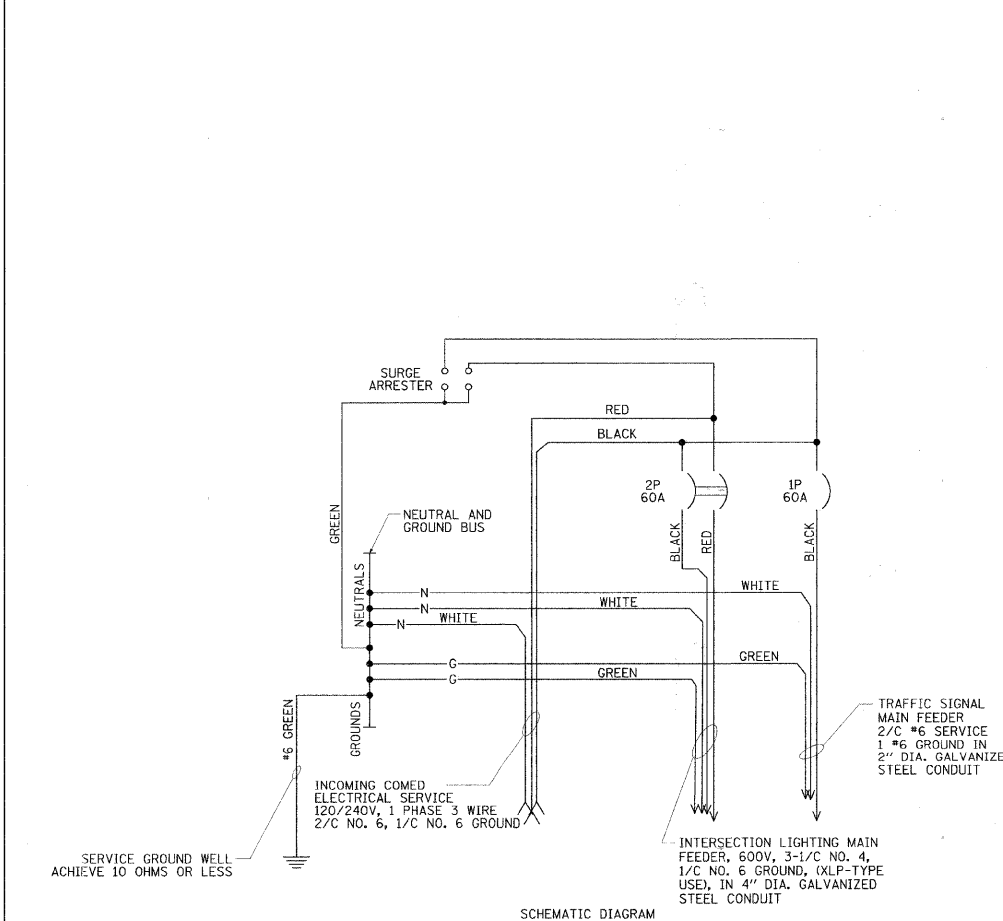 SURGE
ARRESTER
RED
BLACK
2P
60A
1P
60A
GREEN
NEUTRAL AND
GROUND BUS
BLACK
RED
BLACK
NEUTRALS
N
WHITE
N
WHITE
N
WHITE
G
GREEN
G
GREEN
#6 GREEN
GROUNDS
TRAFFIC SIGNAL
MAIN FEEDER
2/C #6 SERVICE
1 #6 GROUND IN
2" DIA. GALVANIZE
STEEL CONDUIT
INCOMING COMED
ELECTRICAL SERVICE
120/240V, 1 PHASE 3 WIRE
2/C NO. 6, 1/C NO. 6 GROUND
SERVICE GROUND WELL
ACHIEVE 10 OHMS OR LESS
INTERSECTION LIGHTING MAIN
FEEDER, 600V, 3-1/C NO. 4,
1/C NO. 6 GROUND, (XLP-TYPE
USE), IN 4" DIA. GALVANIZED
STEEL CONDUIT
SCHEMATIC DIAGRAM